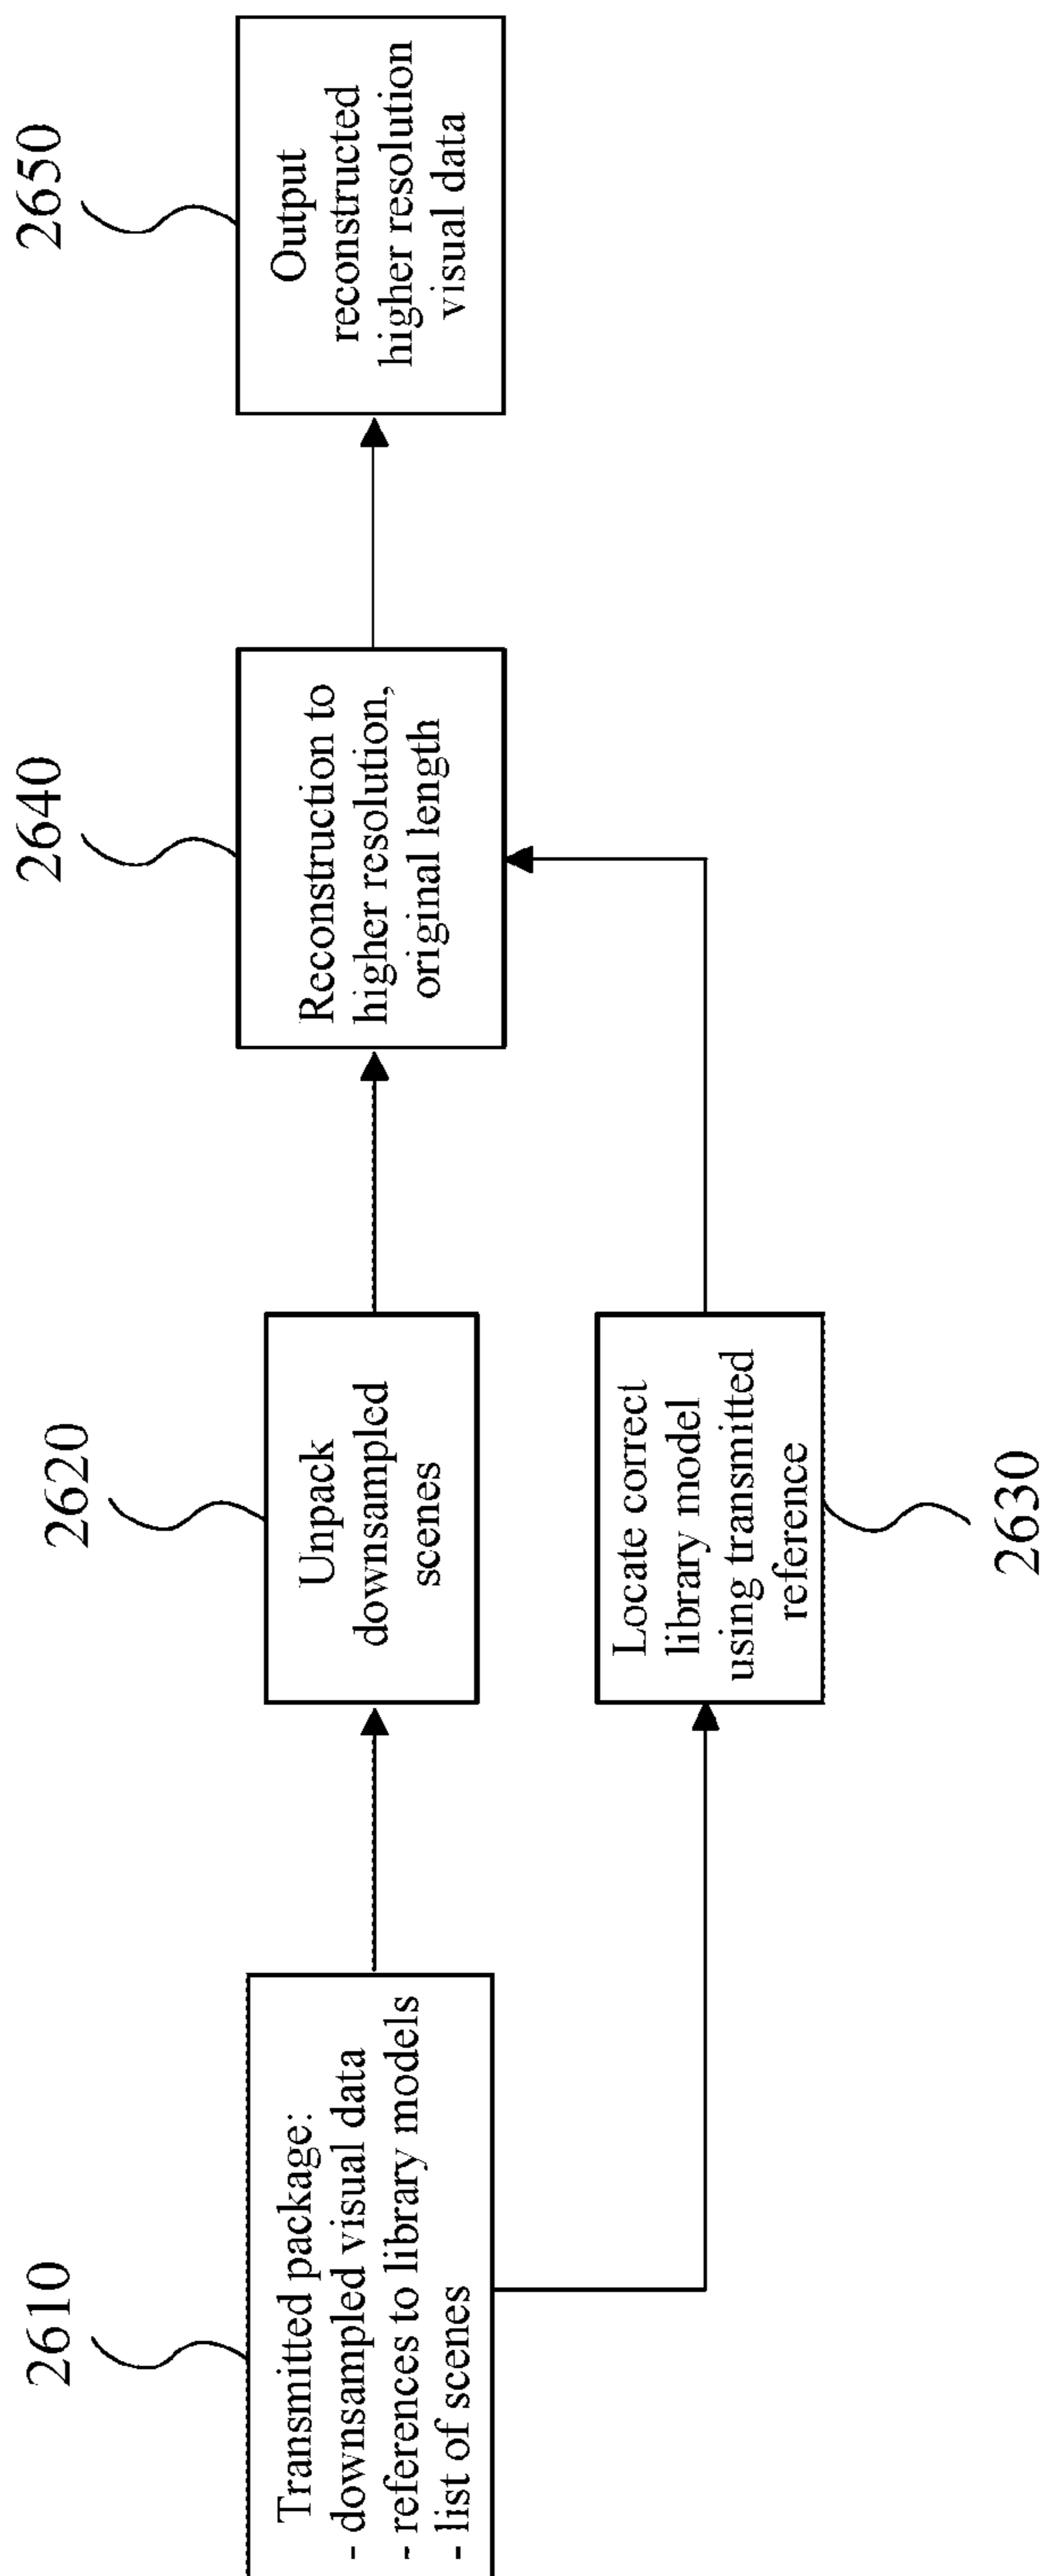 2610
Transmitted package:
- downsampled visual data
- references to library models
- list of scenes
2620
Unpack
downsampled
scenes
2630
Locate correct
library model
using transmitted
reference
2640
Reconstruction to
higher resolution,
original length
2650
Output
reconstructed
higher resolution
visual data